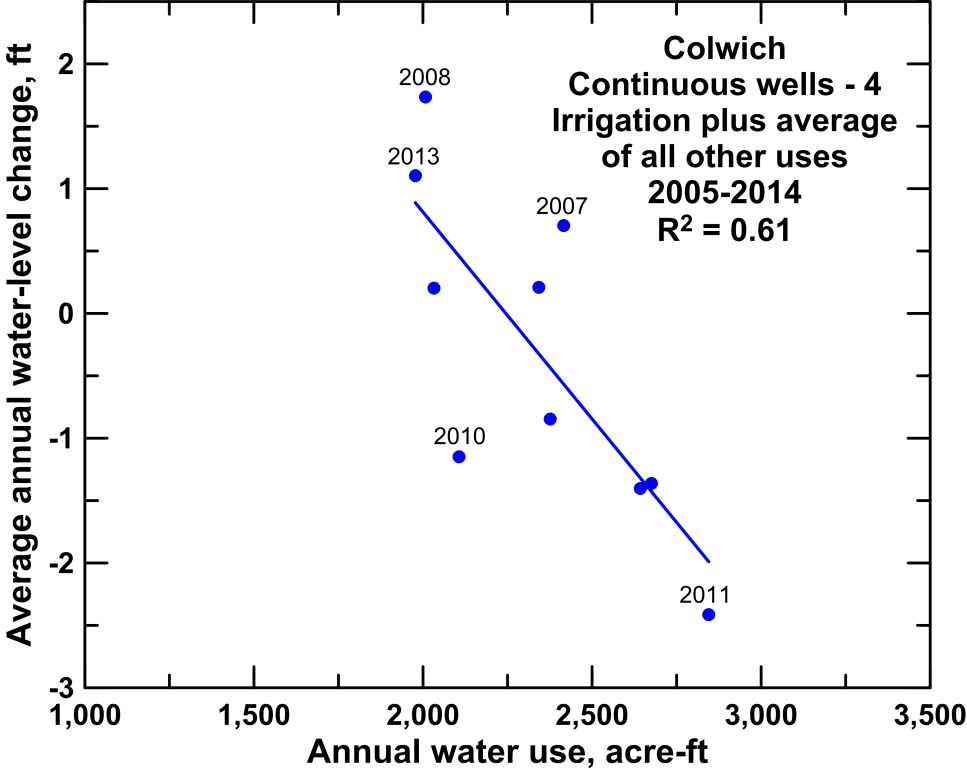 Colwich
Continuous wells - 4
Irrigation plus average
of all other uses
2005-2014
R² = 0.61
Average annual water-level change, ft
2
1
0
-1
-2
-3
2008
2013
2007
2010
2011
1,000
1,500
2,000
2,500
3,000
3,500
Annual water use, acre-ft